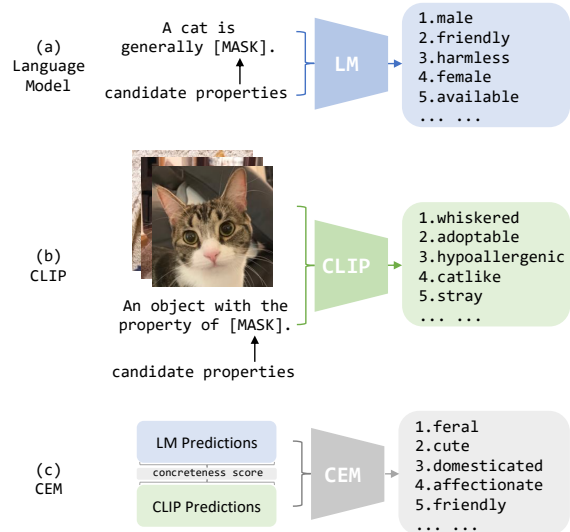 (a)
Language
Model
A cat is
generally [MASK].
candidate properties
LM
1.male
2.friendly
3.harmless
4.female
5.available
... ...
(b)
CLIP
An object with the
property of [MASK].
candidate properties
CLIP
1.whiskered
2.adoptable
3.hypoallergenic
4.catlike
5.stray
... ...
(c)
CEM
LM Predictions
concreteness score
CLIP Predictions
CEM
1.feral
2.cute
3.domesticated
4.affectionate
5.friendly
... ...